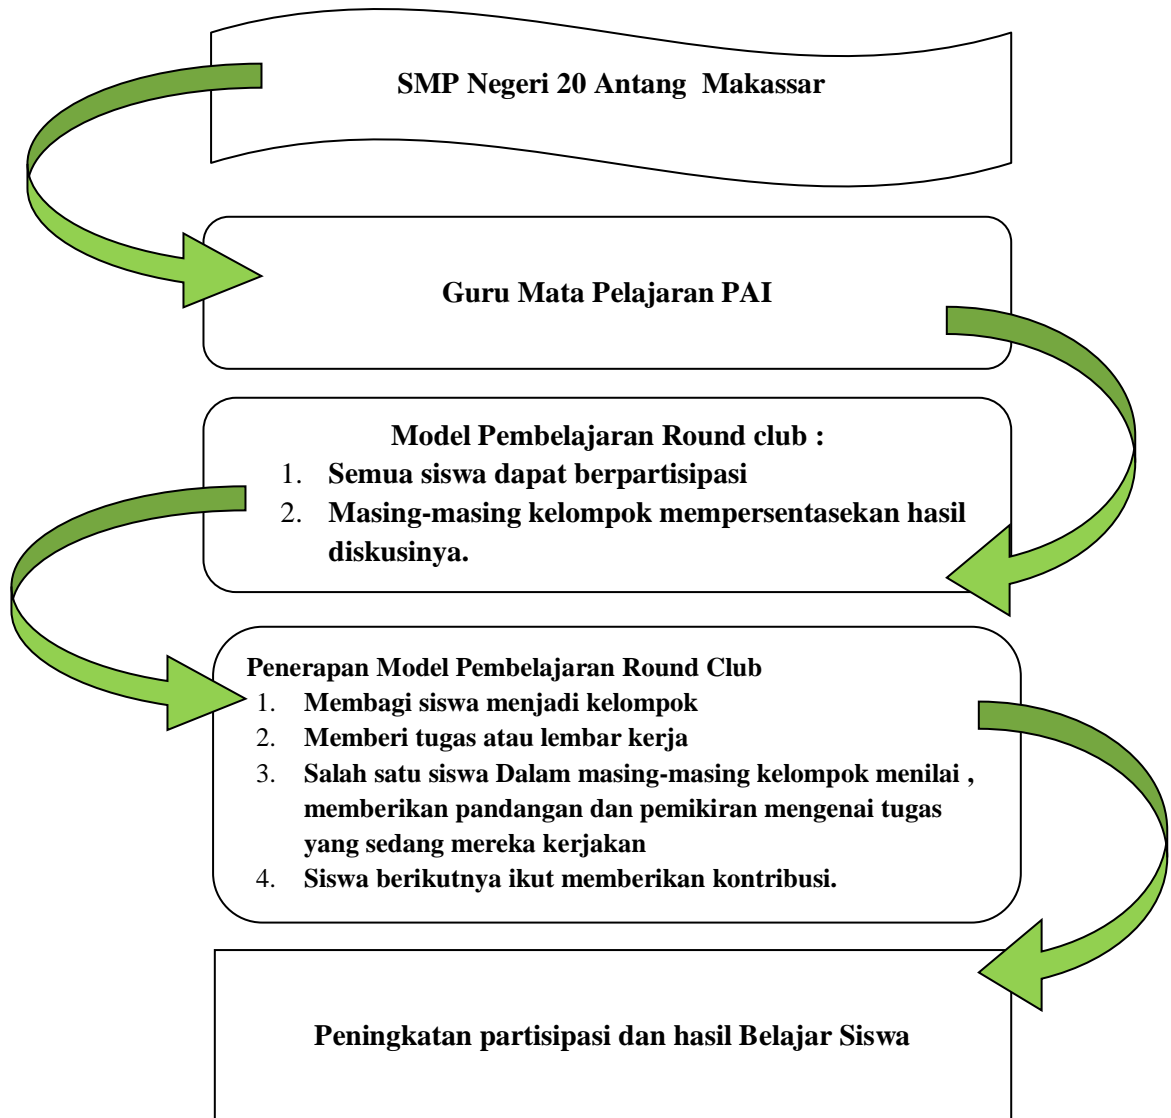 SMP Negeri 20 Antang  Makassar
Guru Mata Pelajaran PAI
Model Pembelajaran Round club :
1. Semua siswa dapat berpartisipasi
2. Masing-masing kelompok mempersentasekan hasil
diskusinya.
Penerapan Model Pembelajaran Round Club
1. Membagi siswa menjadi kelompok
2. Memberi tugas atau lembar kerja
3. Salah satu siswa Dalam masing-masing kelompok menilai ,
memberikan pandangan dan pemikiran mengenai tugas
yang sedang mereka kerjakan
4. Siswa berikutnya ikut memberikan kontribusi.
Peningkatan partisipasi dan hasil Belajar Siswa